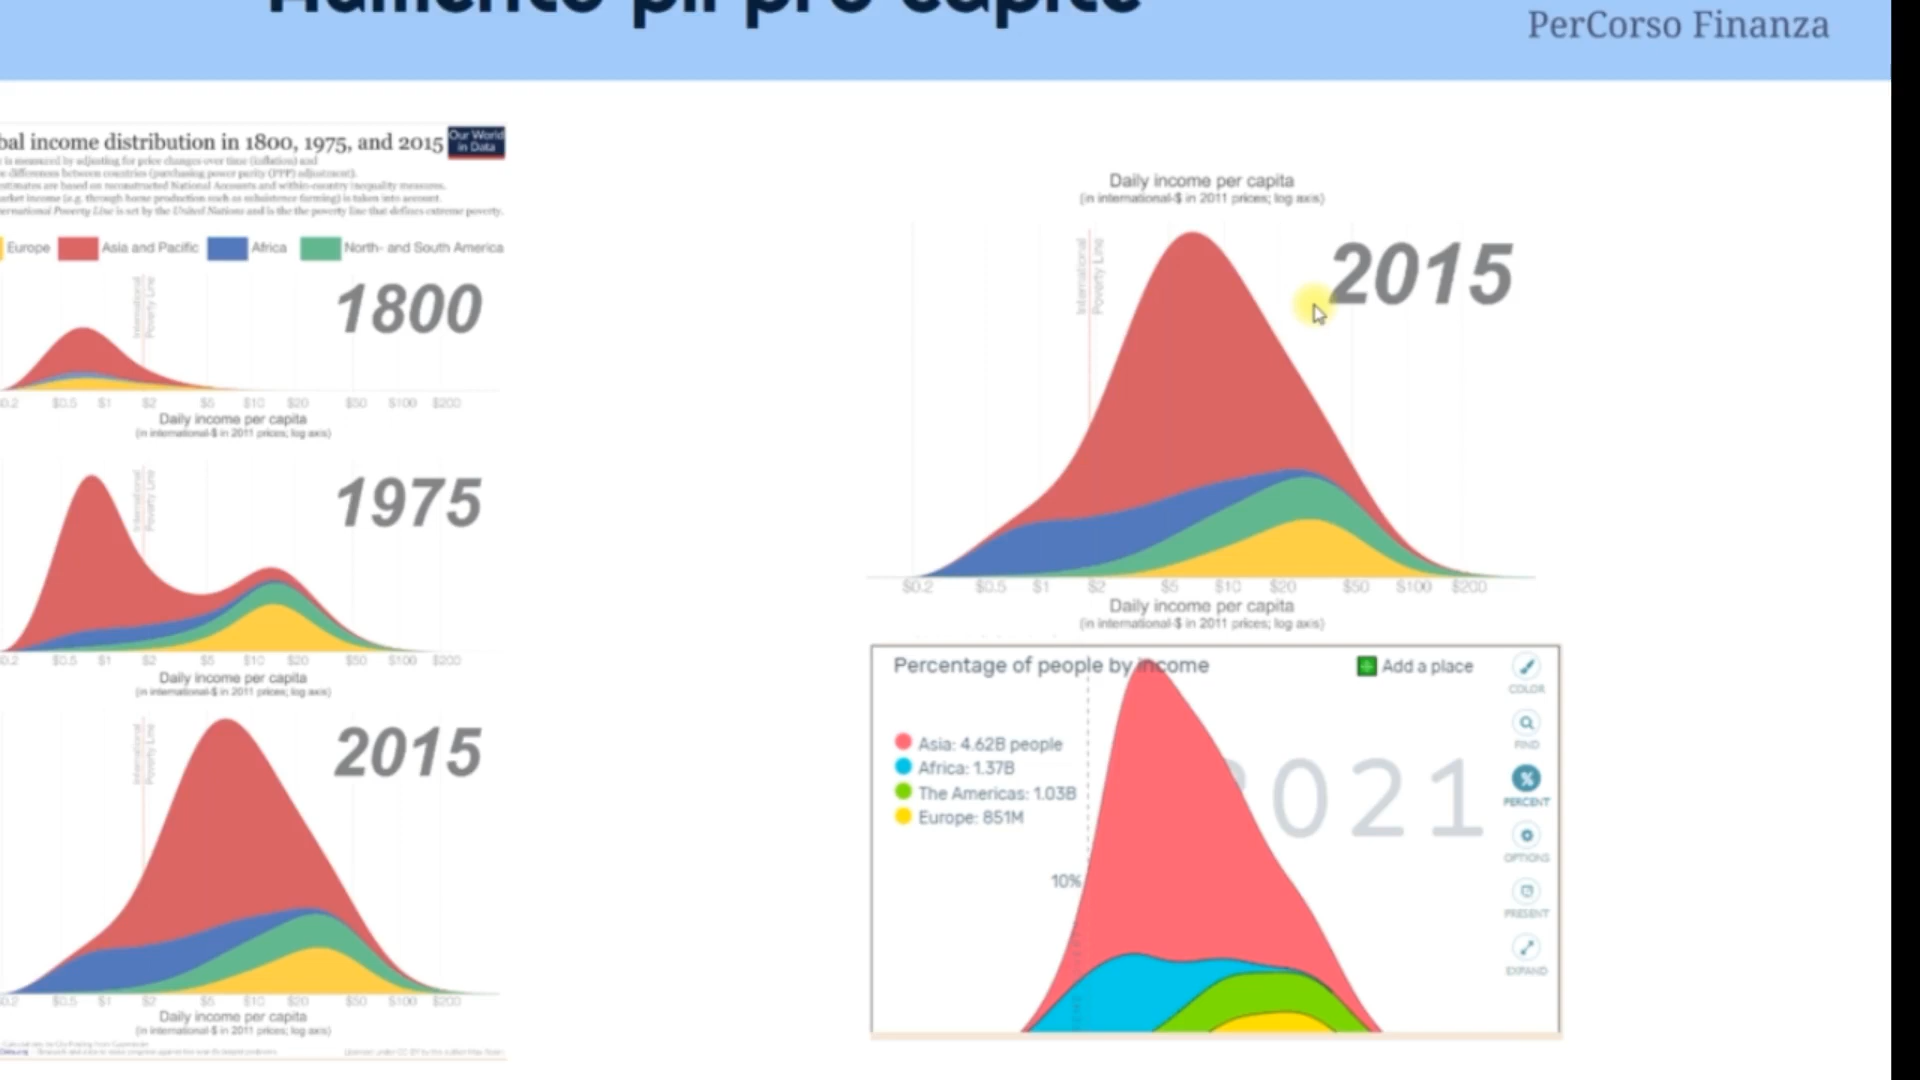 Aumento pil pro capite
PerCorso Finanza
bal income distribution in 1800, 1975, and 2015
Our World
in Data
is measured by adjusting for price changes over time (inflation) and
differences between countries (purchasing power parity (PPP) adjustment).
estimates are based on reconstructed National Accounts and within-country inequality measures.
market income (e.g. through home production such as subsistence farming) is taken into account.
ernational Poverty Line is set by the United Nations and is the the poverty line that defines extreme poverty.
Europe
Asia and Pacific
Africa
North- and South America
International
Poverty Line
1800
0.2 $0.5 $1 $2 $5 $10 $20 $50 $100 $200
Daily income per capita
(in international-$ in 2011 prices; log axis)
International
Poverty Line
1975
0.2 $0.5 $1 $2 $5 $10 $20 $50 $100 $200
Daily income per capita
(in international-$ in 2011 prices; log axis)
International
Poverty Line
2015
0.2 $0.5 $1 $2 $5 $10 $20 $50 $100 $200
Daily income per capita
(in international-$ in 2011 prices; log axis)
Daily income per capita
(in international-$ in 2011 prices; log axis)
International
Poverty Line
2015
$0.2 $0.5 $1 $2 $5 $10 $20 $50 $100 $200
Daily income per capita
(in international-$ in 2011 prices; log axis)
Percentage of people by income
Add a place
Asia: 4.62B people
Africa: 1.37B
The Americas: 1.03B
Europe: 851M
2021
10%
COLOR
FIND
PERCENT
OPTIONS
PRESENT
EXPAND